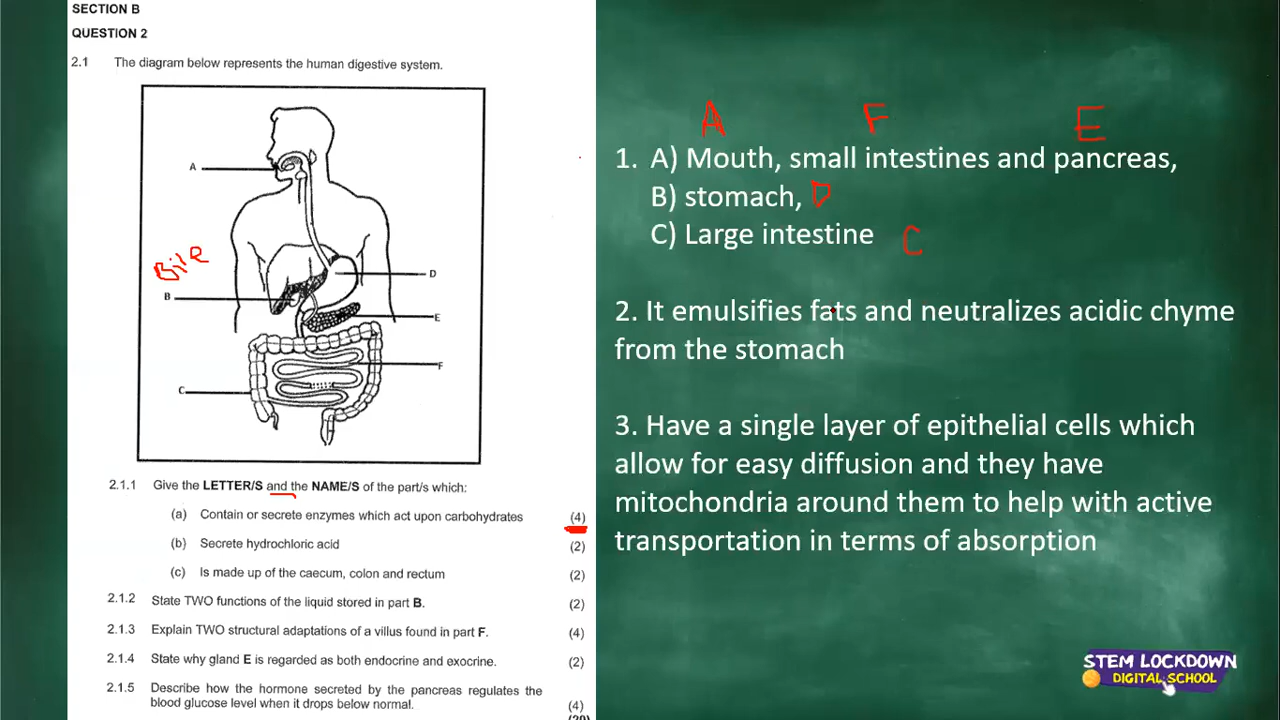 SECTION B
QUESTION 2
2.1 The diagram below represents the human digestive system.
A
Bile
B
C
D
E
F
2.1.1 Give the LETTER/S and the NAME/S of the part/s which:
(a) Contain or secrete enzymes which act upon carbohydrates (4)
(b) Secrete hydrochloric acid (2)
(c) Is made up of the caecum, colon and rectum (2)
2.1.2 State TWO functions of the liquid stored in part B. (2)
2.1.3 Explain TWO structural adaptations of a villus found in part F. (4)
2.1.4 State why gland E is regarded as both endocrine and exocrine. (2)
2.1.5 Describe how the hormone secreted by the pancreas regulates the
blood glucose level when it drops below normal. (4)
(20)
A F E
1. A) Mouth, small intestines and pancreas,
B) stomach, D
C) Large intestine C
2. It emulsifies fats and neutralizes acidic chyme
from the stomach
3. Have a single layer of epithelial cells which
allow for easy diffusion and they have
mitochondria around them to help with active
transportation in terms of absorption
STEM LOCKDOWN
DIGITAL SCHOOL